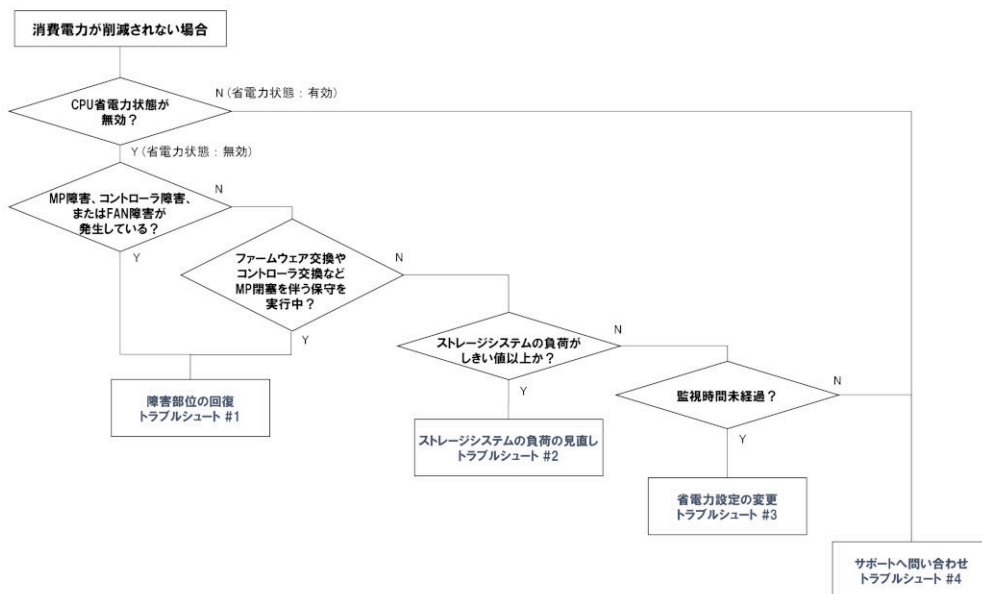 消費電力が削減されない場合
N (省電力状態：有効)
CPU省電力状態が
無効？
Y (省電力状態：無効)
N
MP障害、コントローラ障害、
またはFAN障害が
発生している？
Y
N
ファームウェア交換や
コントローラ交換など
MP閉塞を伴う保守を
実行中？
Y
N
ストレージシステムの負荷が
しきい値以上か？
Y
N
監視時間未経過？
Y
障害部位の回復
トラブルシュート #1
ストレージシステムの負荷の見直し
トラブルシュート #2
省電力設定の変更
トラブルシュート #3
サポートへ問い合わせ
トラブルシュート #4